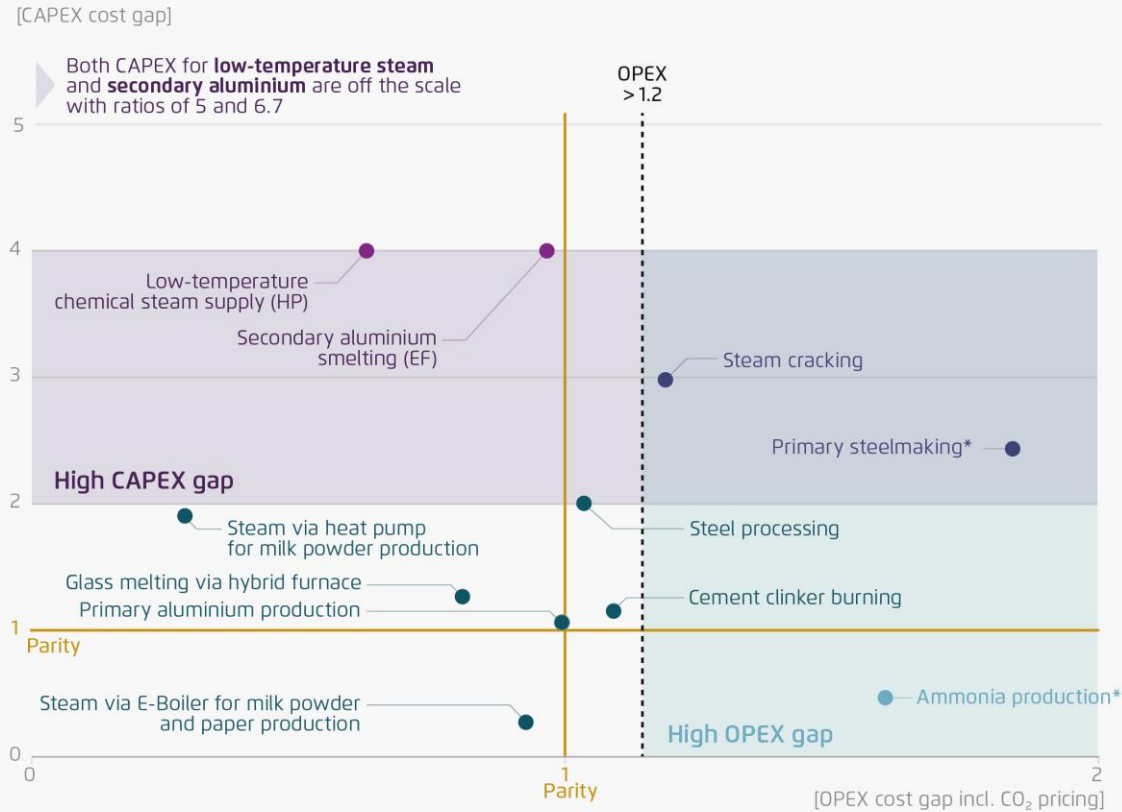 [CAPEX cost gap]
Both CAPEX for low-temperature steam
and secondary aluminium are off the scale
with ratios of 5 and 6.7
OPEX
> 1.2
5
4
Low-temperature
chemical steam supply (HP)
Secondary aluminium
smelting (EF)
Steam cracking
3
Primary steelmaking*
High CAPEX gap
2
Steam via heat pump
for milk powder production
Steel processing
Glass melting via hybrid furnace
Primary aluminium production
Cement clinker burning
1
Parity
Steam via E-Boiler for milk powder
and paper production
Ammonia production*
High OPEX gap
0
0
1
2
Parity
[OPEX cost gap incl. CO₂ pricing]